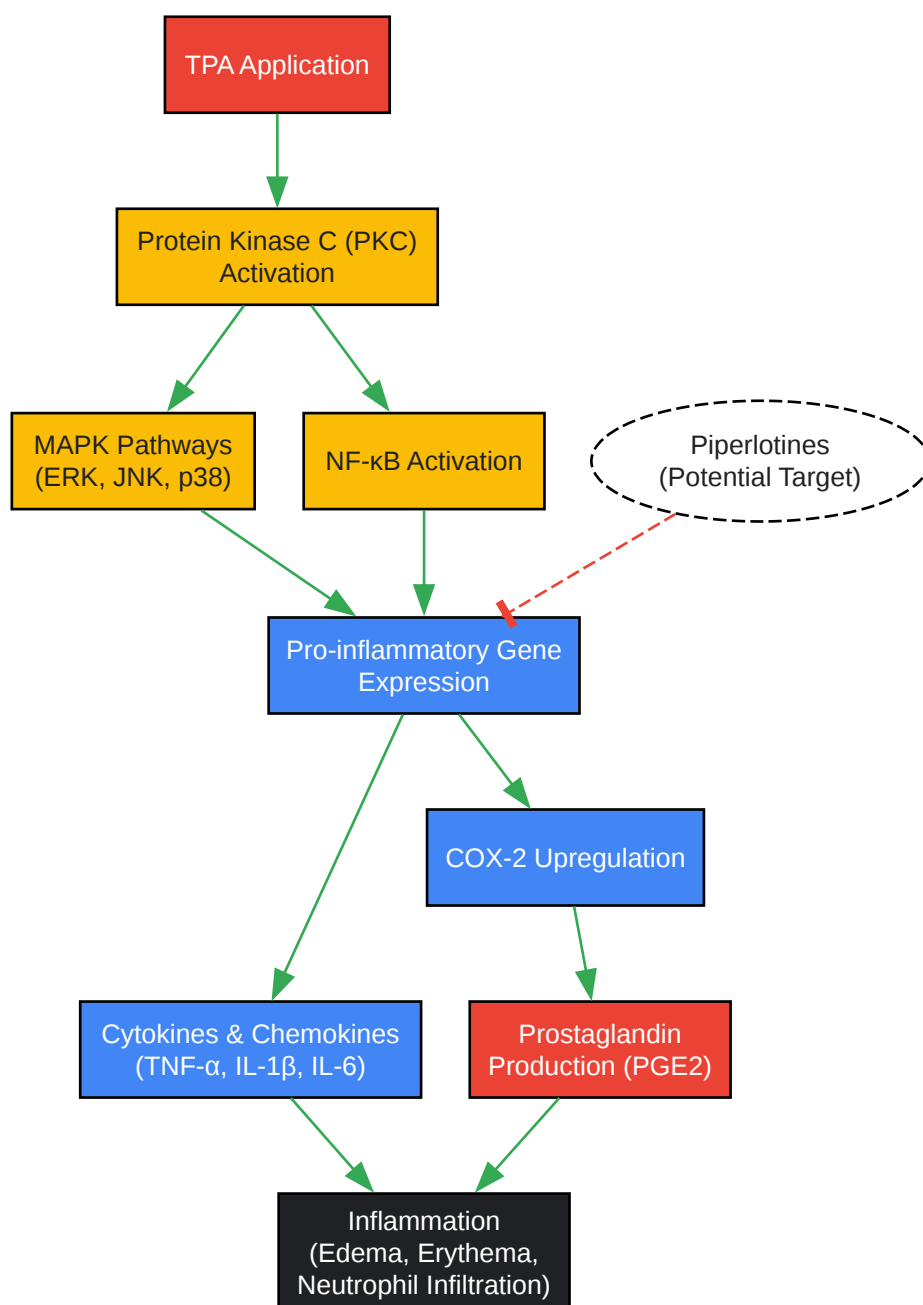 TPA Application
Protein Kinase C (PKC)
Activation
MAPK Pathways
(ERK, JNK, p38)
NF-κB Activation
Piperlotines
(Potential Target)
Pro-inflammatory Gene
Expression
COX-2 Upregulation
Cytokines & Chemokines
(TNF-α, IL-1β, IL-6)
Prostaglandin
Production (PGE2)
Inflammation
(Edema, Erythema,
Neutrophil Infiltration)